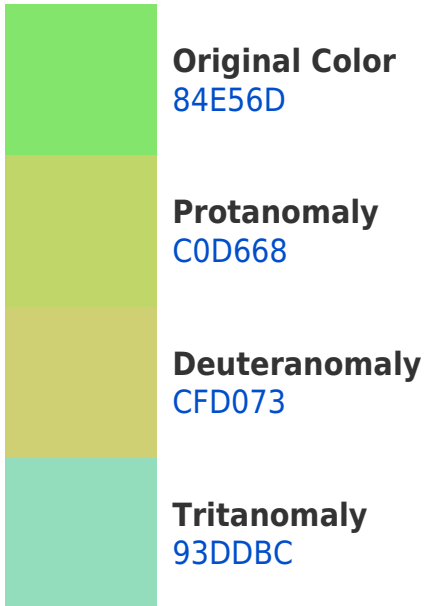 Original Color
84E56D
Protanomaly
C0D668
Deuteranomaly
CFD073
Tritanomaly
93DDBC